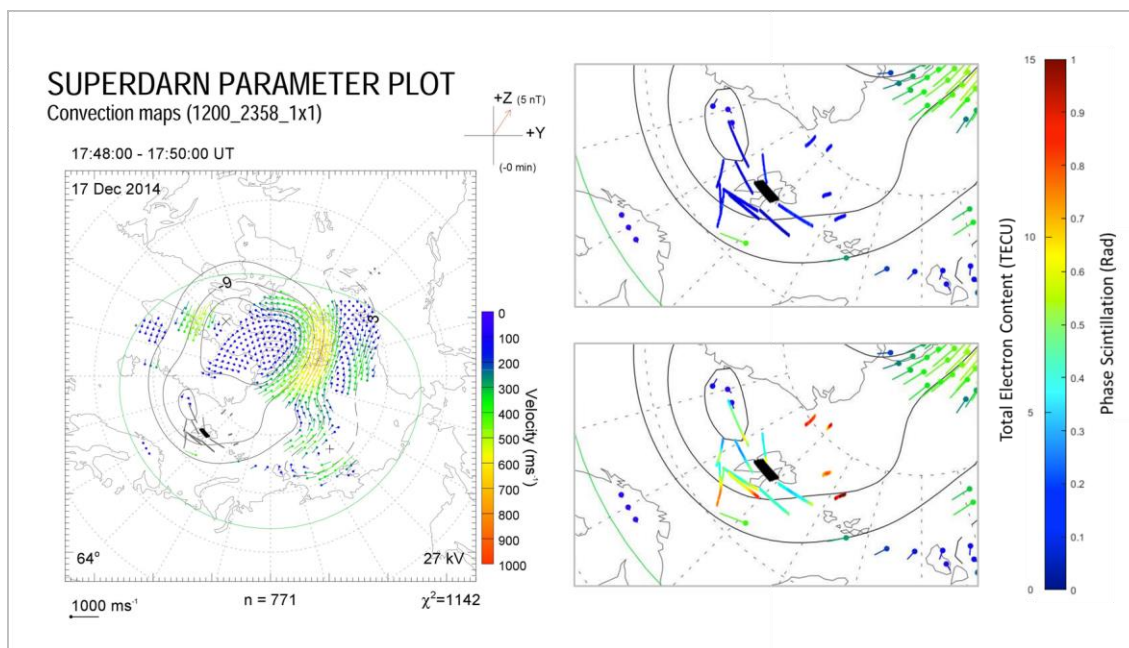 SUPERDARN PARAMETER PLOT
Convection maps (1200_2358_1x1)
+Z (5 nT)
+Y
(-0 min)
17:48:00 - 17:50:00 UT
17 Dec 2014
-9
3
64°
27 kV
1000 ms⁻¹
n = 771
χ²=1142
0
100
200
300
400
500
600
700
800
900
1000
Velocity (ms⁻¹)
Total Electron Content (TECU)
15
10
5
0
1
0.9
0.8
0.7
0.6
0.5
0.4
0.3
0.2
0.1
0
Phase Scintillation (Rad)